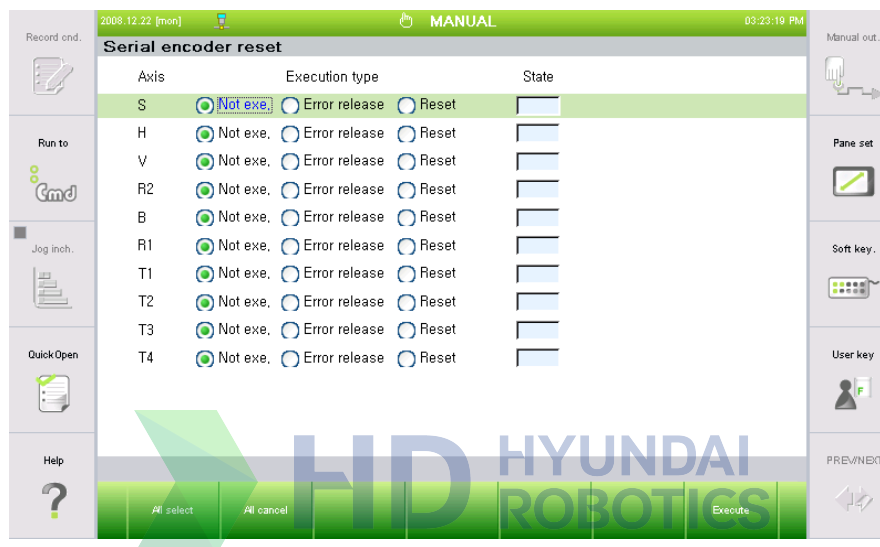 2008.12.22 [mon] MANUAL 03:23:19 PM
Serial encoder reset
Record cnd.
Run to
Cmd
Jog inch.
QuickOpen
Help
?
Axis Execution type State
S Not exe, Error release Reset
H Not exe, Error release Reset
V Not exe, Error release Reset
R2 Not exe, Error release Reset
B Not exe, Error release Reset
R1 Not exe, Error release Reset
T1 Not exe, Error release Reset
T2 Not exe, Error release Reset
T3 Not exe, Error release Reset
T4 Not exe, Error release Reset
HD HYUNDAI
ROBOTICS
All select All cancel Execute
Manual out.
Pane set
Soft key.
User key
F
PREV/NEXT